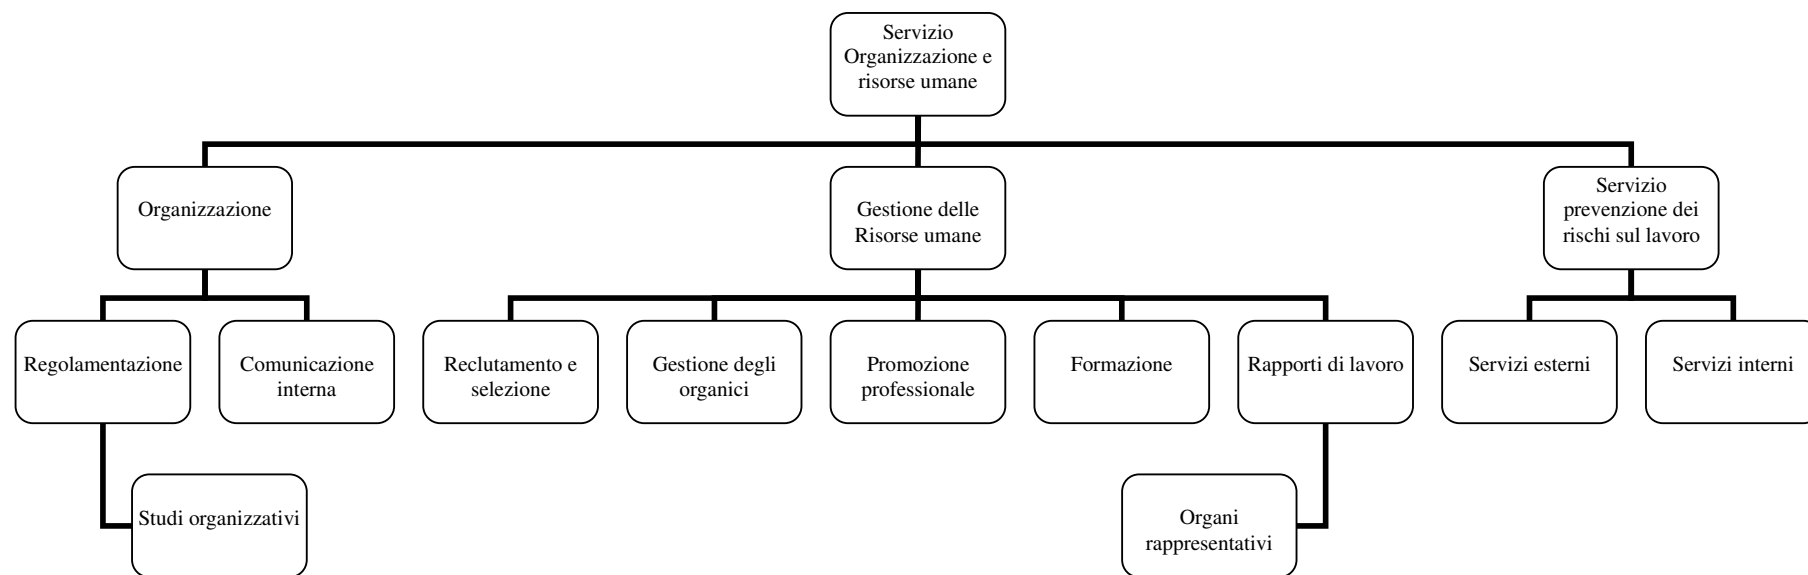 Servizio
Organizzazione e
risorse umane
Organizzazione
Gestione delle
Risorse umane
Servizio
prevenzione dei
rischi sul lavoro
Regolamentazione
Comunicazione
interna
Reclutamento e
selezione
Gestione degli
organici
Promozione
professionale
Formazione
Rapporti di lavoro
Servizi esterni
Servizi interni
Studi organizzativi
Organi
rappresentativi